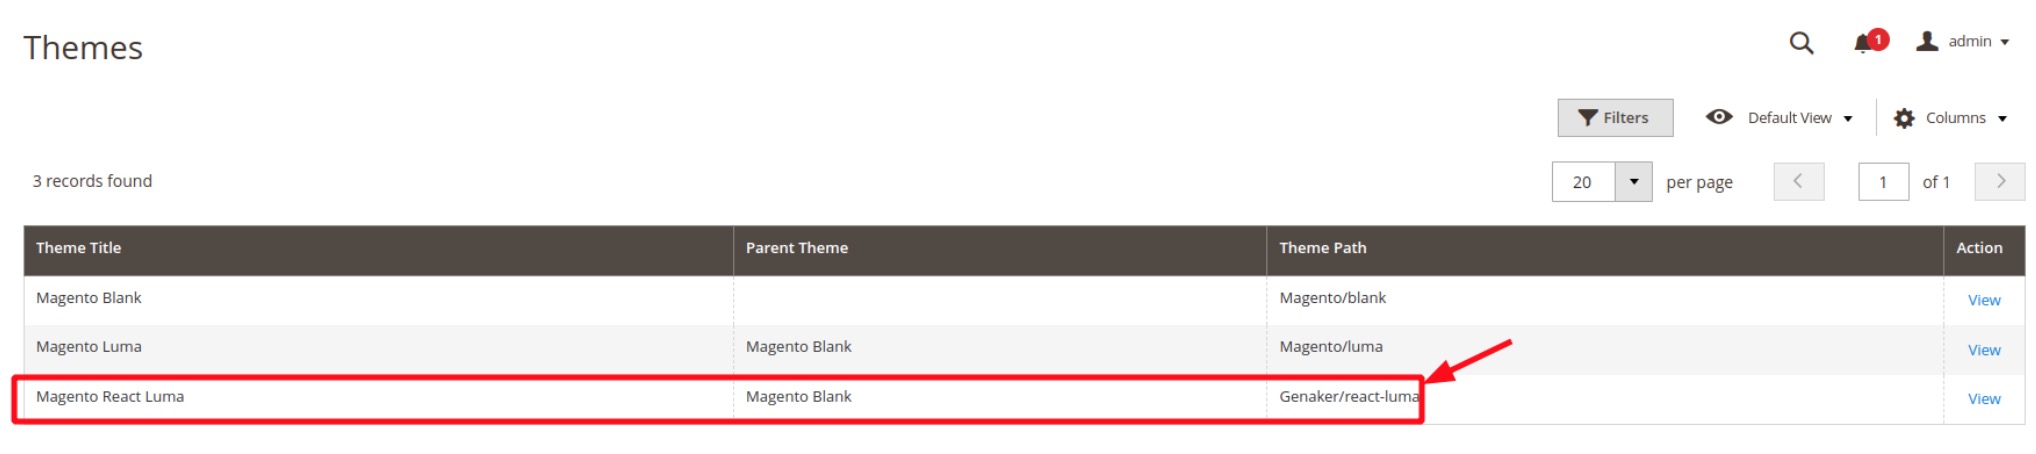 Themes
1
admin
Filters
Default View
Columns
3 records found
20 per page 1 of 1
Theme Title Parent Theme Theme Path Action
Magento Blank Magento/blank View
Magento Luma Magento Blank Magento/luma View
Magento React Luma Magento Blank Genaker/react-luma View